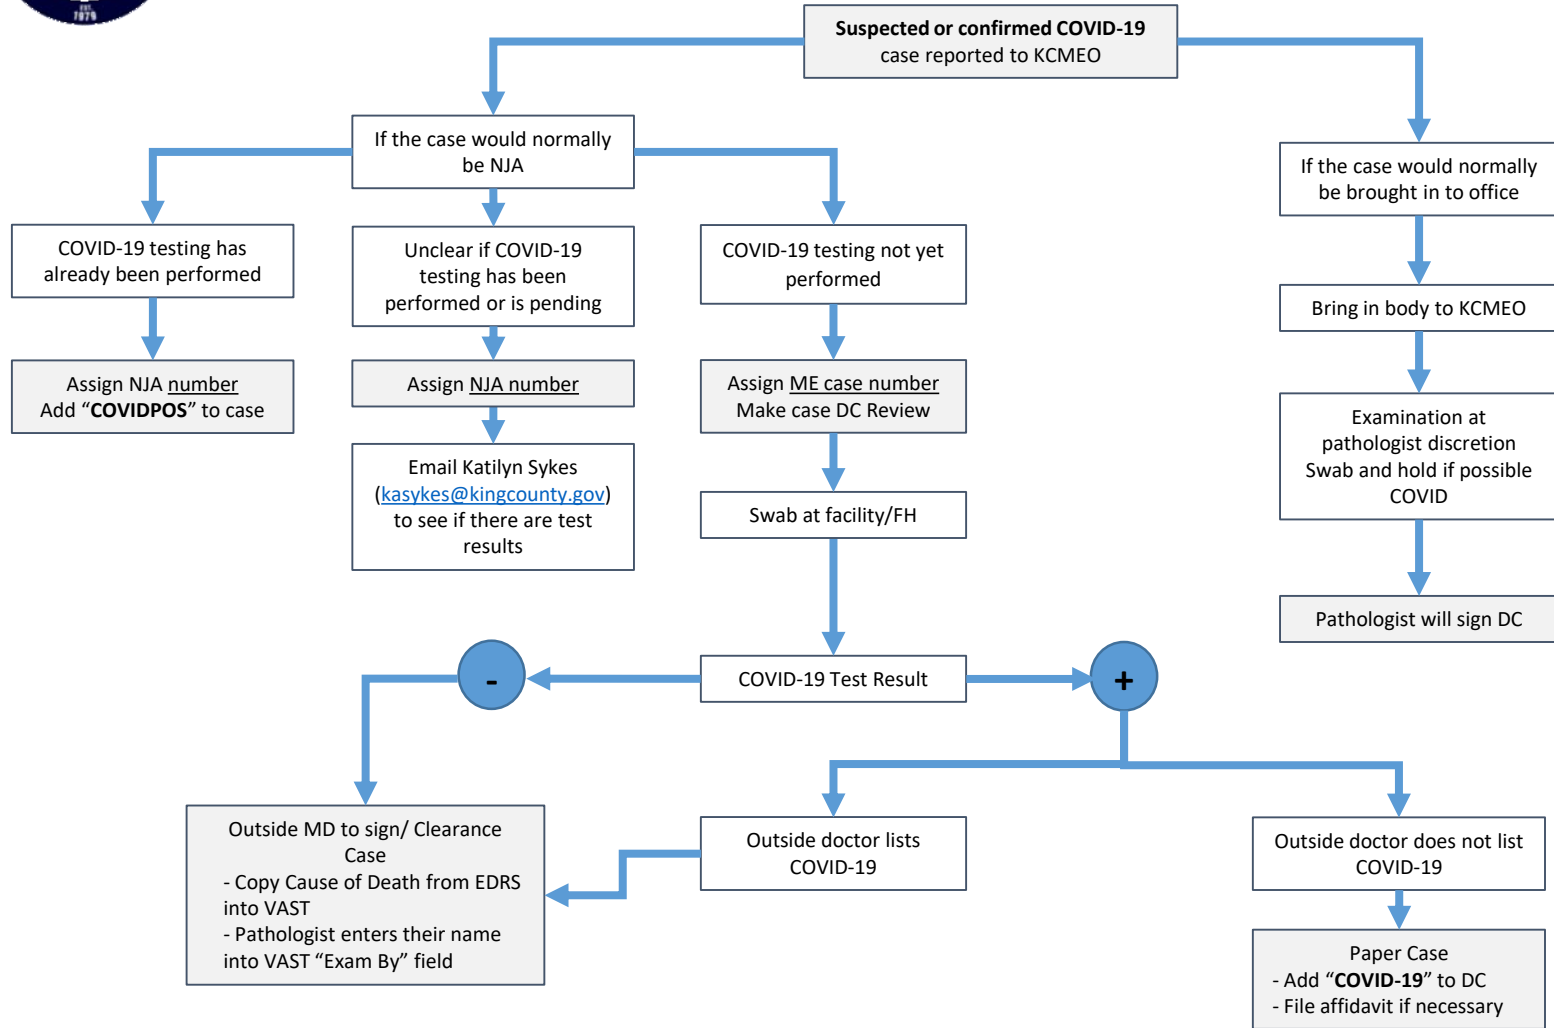 EST.
1979
Suspected or confirmed COVID-19
case reported to KCMEO
If the case would normally
be NJA
If the case would normally
be brought in to office
COVID-19 testing has
already been performed
Unclear if COVID-19
testing has been
performed or is pending
COVID-19 testing not yet
performed
Bring in body to KCMEO
Assign NJA number
Add “COVIDPOS” to case
Assign NJA number
Assign ME case number
Make case DC Review
Examination at
pathologist discretion
Swab and hold if possible
COVID
Email Katilyn Sykes
(kasykes@kingcounty.gov)
to see if there are test
results
Swab at facility/FH
Pathologist will sign DC
-
COVID-19 Test Result
+
Outside MD to sign/ Clearance
Case
- Copy Cause of Death from EDRS
into VAST
- Pathologist enters their name
into VAST “Exam By” field
Outside doctor lists
COVID-19
Outside doctor does not list
COVID-19
Paper Case
- Add “COVID-19” to DC
- File affidavit if necessary